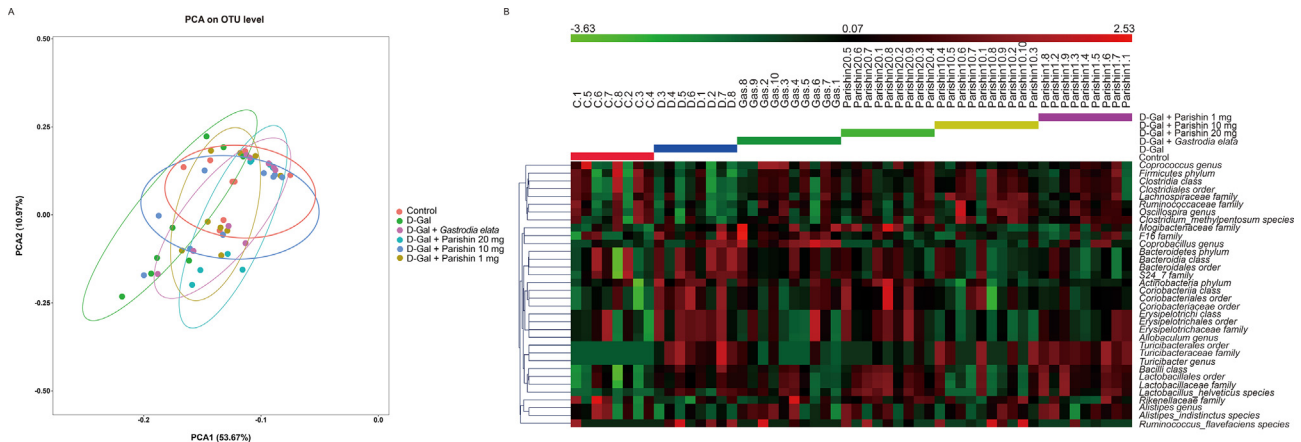 A
PCA on OTU level
0.50
0.25
0.00
-0.25
-0.50
PCA2 (10.97%)
-0.2
-0.1
0.0
PCA1 (53.67%)
Control
D-Gal
D-Gal + Gastrodia elata
D-Gal + Parishin 20 mg
D-Gal + Parishin 10 mg
D-Gal + Parishin 1 mg
B
-3.63
0.07
2.53
C.1
C.5
C.6
C.7
C.8
C.2
C.3
C.4
D.3
D.4
D.5
D.6
D.1
D.2
D.7
D.8
Gas.8
Gas.9
Gas.2
Gas.10
Gas.3
Gas.4
Gas.5
Gas.6
Gas.7
Gas.1
Parishin20.5
Parishin20.6
Parishin20.7
Parishin20.1
Parishin20.8
Parishin20.2
Parishin20.9
Parishin20.3
Parishin20.4
Parishin10.4
Parishin10.5
Parishin10.6
Parishin10.7
Parishin10.1
Parishin10.8
Parishin10.9
Parishin10.2
Parishin10.10
Parishin10.3
Parishin1.8
Parishin1.2
Parishin1.9
Parishin1.3
Parishin1.4
Parishin1.5
Parishin1.6
Parishin1.7
Parishin1.1
D-Gal + Parishin 1 mg
D-Gal + Parishin 10 mg
D-Gal + Parishin 20 mg
D-Gal + Gastrodia elata
D-Gal
Control
Coprococcus genus
Firmicutes phylum
Clostridia class
Clostridiales order
Lachnospiraceae family
Ruminococcaceae family
Oscillospira genus
Clostridium_methylpentosum species
Mogibacteriaceae family
F16 family
Coprobacillus genus
Bacteroidetes phylum
Bacteroidia class
Bacteroidales order
S24_7 family
Actinobacteria phylum
Coriobacteriia class
Coriobacteriales order
Coriobacteriaceae family
Erysipelotrichi class
Erysipelotrichales order
Erysipelotrichaceae family
Allobaculum genus
Turicibacterales order
Turicibacteraceae family
Turicibacter genus
Bacilli class
Lactobacillales order
Lactobacillaceae family
Lactobacillus_helveticus species
Rikenellaceae family
Alistipes genus
Alistipes_indistinctus species
Ruminococcus_flavefaciens species